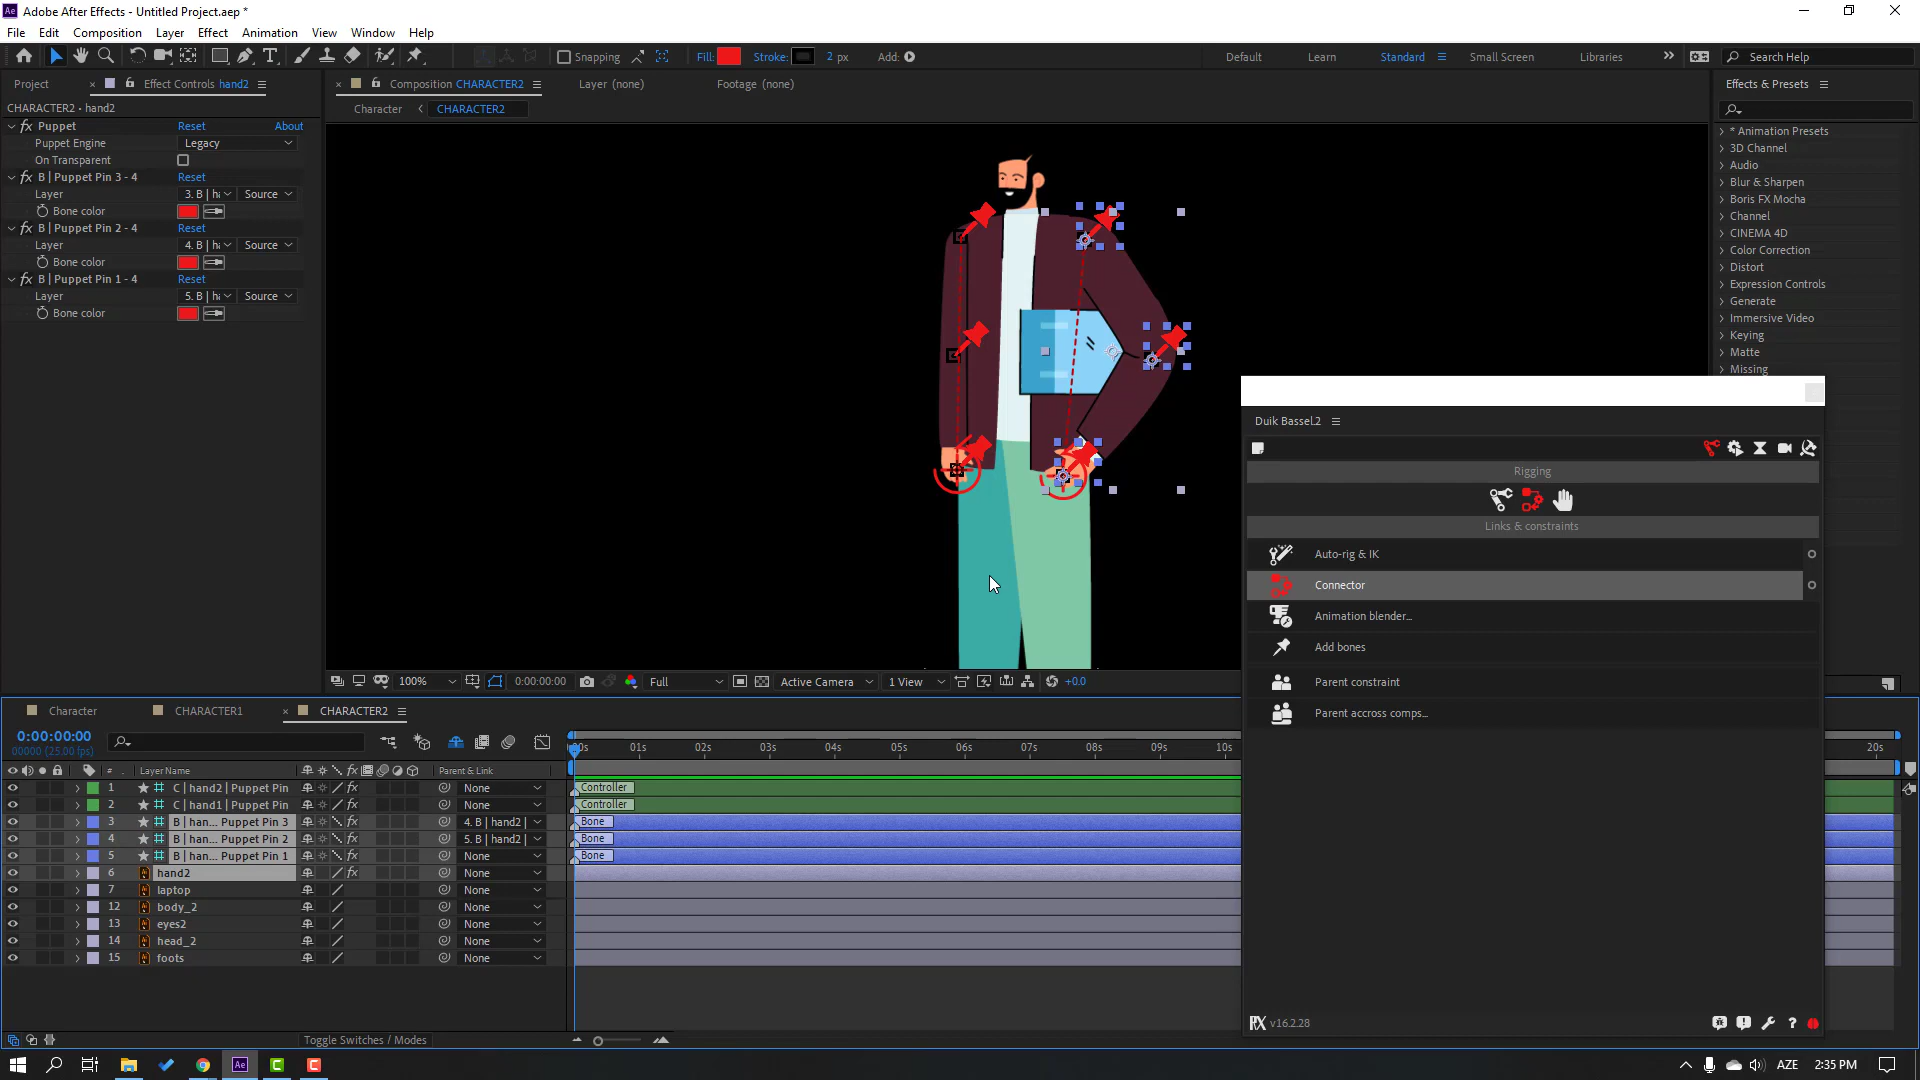 Adobe After Effects - Untitled Project.aep *
File Edit Composition Layer Effect Animation View Window Help
Snapping Fill: Stroke: 2 px Add: Default Learn Standard Small Screen Libraries Search Help
Project Effect Controls hand2 Composition CHARACTER2 Layer (none) Footage (none) Effects & Presets
CHARACTER2 • hand2 Character CHARACTER2
fx Puppet Reset About
Puppet Engine Legacy
On Transparent
fx B | Puppet Pin 3 - 4 Reset
Layer 3. B | ha Source
Bone color
fx B | Puppet Pin 2 - 4 Reset
Layer 4. B | ha Source
Bone color
fx B | Puppet Pin 1 - 4 Reset
Layer 5. B | ha Source
Bone color
* Animation Presets
3D Channel
Audio
Blur & Sharpen
Boris FX Mocha
Channel
CINEMA 4D
Color Correction
Distort
Expression Controls
Generate
Immersive Video
Keying
Matte
Missing
Duik Bassel.2
Rigging
Links & constraints
Auto-rig & IK
Connector
Animation blender...
Add bones
Parent constraint
Parent accross comps...
v16.2.28
100% 0:00:00:00 Full Active Camera 1 View +0.0
Character CHARACTER1 CHARACTER2
0:00:00:00
00000 (25.00 fps)
00s 01s 02s 03s 04s 05s 06s 07s 08s 09s 10s 20s
# Layer Name fx Parent & Link
1 C | hand2 | Puppet Pin fx None Controller
2 C | hand1 | Puppet Pin fx None Controller
3 B | han... Puppet Pin 3 fx 4. B | hand2 | Bone
4 B | han... Puppet Pin 2 fx 5. B | hand2 | Bone
5 B | han... Puppet Pin 1 fx None Bone
6 hand2 fx None
7 laptop None
12 body_2 None
13 eyes2 None
14 head_2 None
15 foots None
Toggle Switches / Modes
Ae AZE 2:35 PM